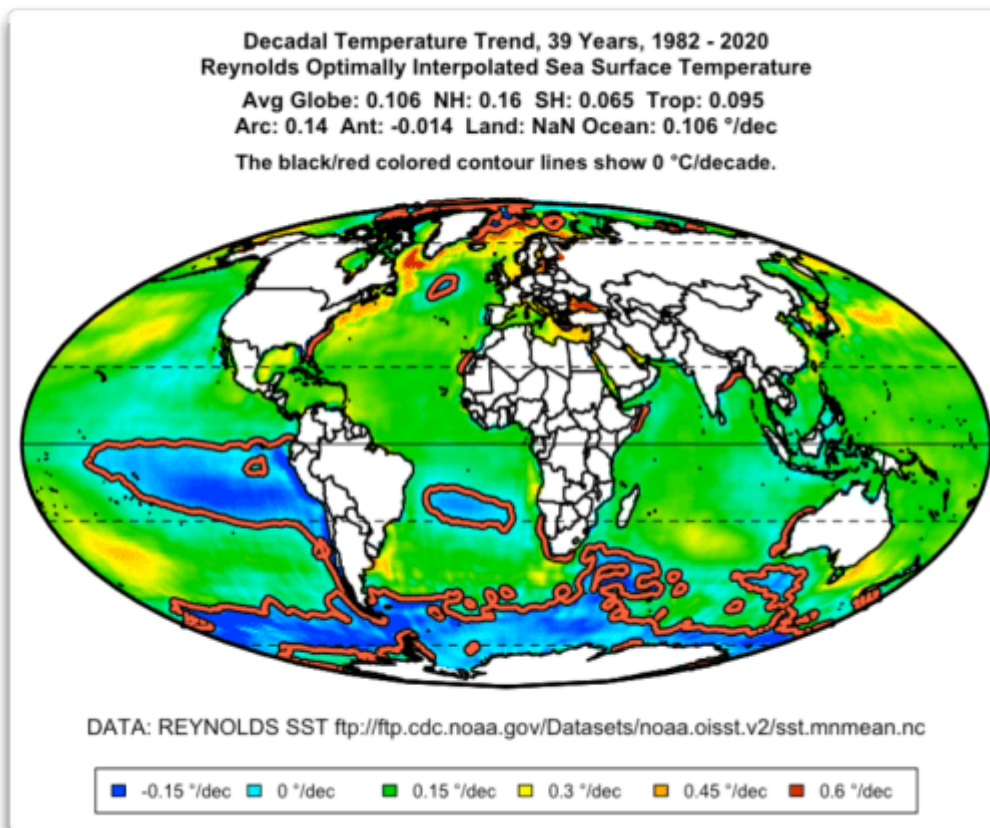 Decadal Temperature Trend, 39 Years, 1982 - 2020
Reynolds Optimally Interpolated Sea Surface Temperature
Avg Globe: 0.106 NH: 0.16 SH: 0.065 Trop: 0.095
Arc: 0.14 Ant: -0.014 Land: NaN Ocean: 0.106 °/dec
The black/red colored contour lines show 0 °C/decade.
DATA: REYNOLDS SST ftp://ftp.cdc.noaa.gov/Datasets/noaa.oisst.v2/sst.mnmean.nc
-0.15 °/dec 0 °/dec 0.15 °/dec 0.3 °/dec 0.45 °/dec 0.6 °/dec